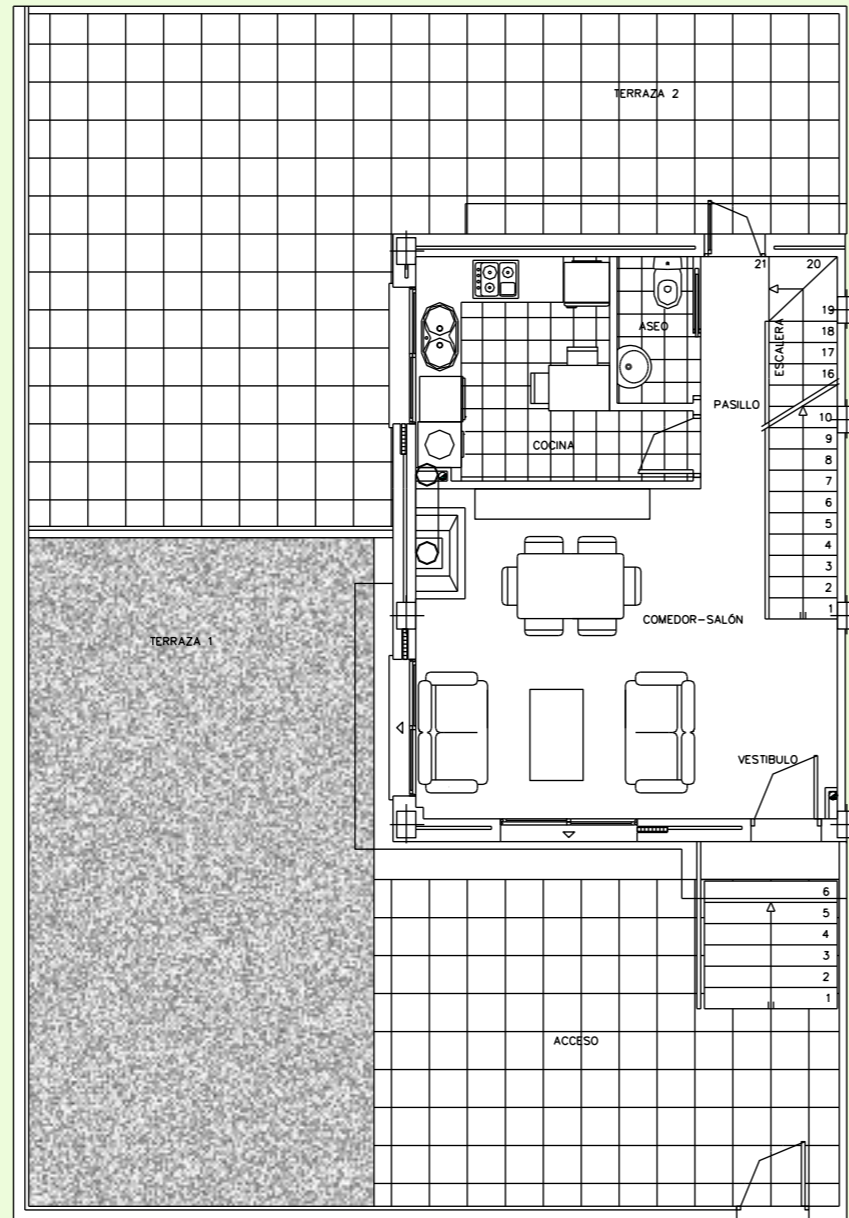 TERRAZA 2
21 20
ASEO
ESCALERA
19
18
17
16
PASILLO
10
COCINA
9
8
7
6
5
4
3
2
1
COMEDOR-SALÓN
TERRAZA 1
VESTIBULO
6
5
4
3
2
1
ACCESO